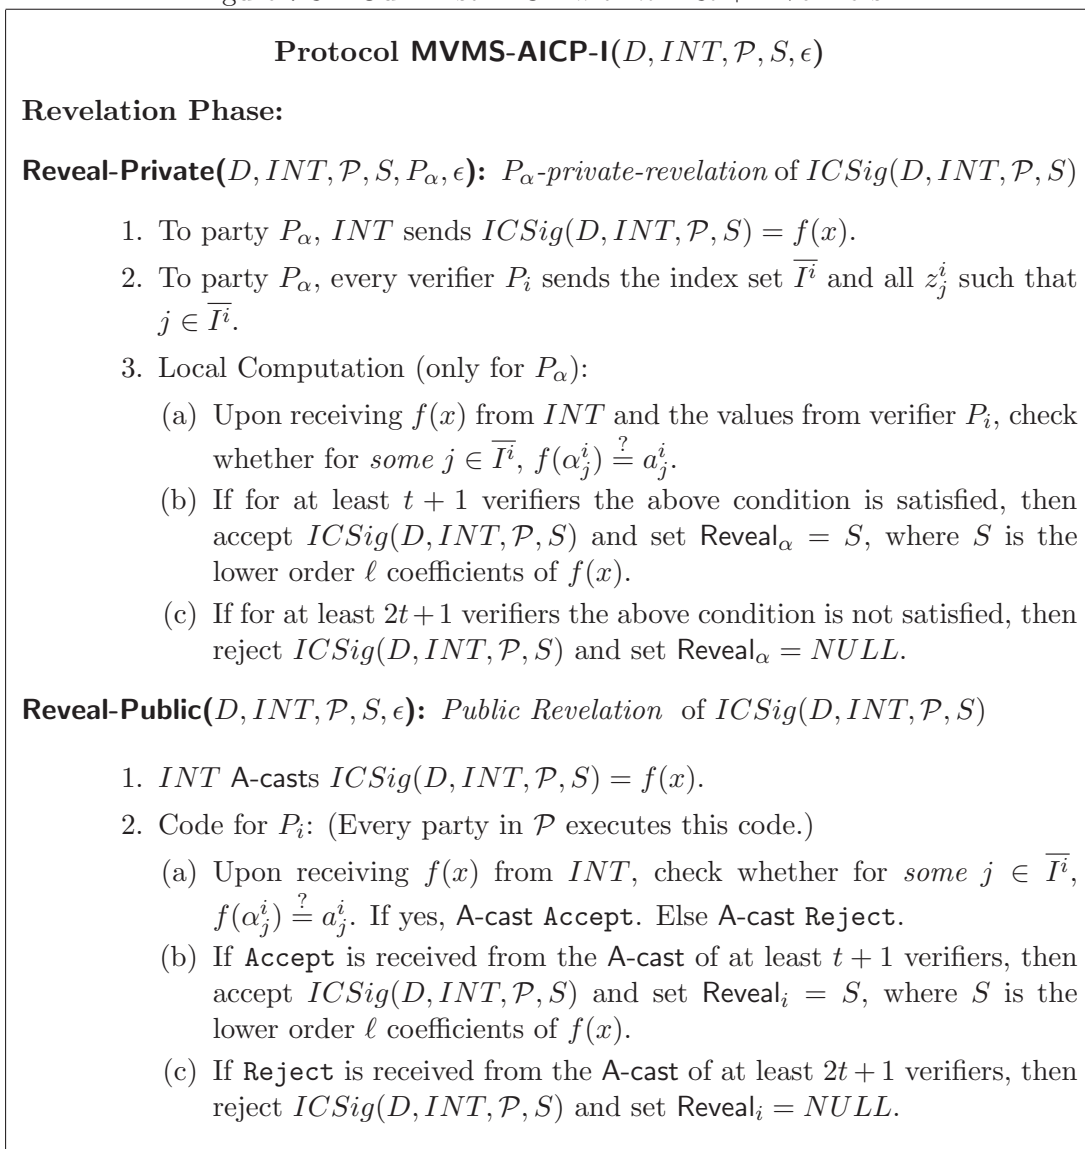 Protocol MVMS-AICP-I(D, INT, 𝒫, S, ϵ)
Revelation Phase:
Reveal-Private(D, INT, 𝒫, S, P_α, ϵ): P_α-private-revelation of ICSig(D, INT, 𝒫, S)
1. To party P_α, INT sends ICSig(D, INT, 𝒫, S) = f(x).
2. To party P_α, every verifier P_i sends the index set \overline{I^i} and all z_j^i such that
j ∈ \overline{I^i}.
3. Local Computation (only for P_α):
(a) Upon receiving f(x) from INT and the values from verifier P_i, check
whether for some j ∈ \overline{I^i}, f(α_j^i) \stackrel{?}{=} a_j^i.
(b) If for at least t + 1 verifiers the above condition is satisfied, then
accept ICSig(D, INT, 𝒫, S) and set Reveal_α = S, where S is the
lower order ℓ coefficients of f(x).
(c) If for at least 2t+1 verifiers the above condition is not satisfied, then
reject ICSig(D, INT, 𝒫, S) and set Reveal_α = NULL.
Reveal-Public(D, INT, 𝒫, S, ϵ): Public Revelation of ICSig(D, INT, 𝒫, S)
1. INT A-casts ICSig(D, INT, 𝒫, S) = f(x).
2. Code for P_i: (Every party in 𝒫 executes this code.)
(a) Upon receiving f(x) from INT, check whether for some j ∈ \overline{I^i},
f(α_j^i) \stackrel{?}{=} a_j^i. If yes, A-cast Accept. Else A-cast Reject.
(b) If Accept is received from the A-cast of at least t + 1 verifiers, then
accept ICSig(D, INT, 𝒫, S) and set Reveal_i = S, where S is the
lower order ℓ coefficients of f(x).
(c) If Reject is received from the A-cast of at least 2t + 1 verifiers, then
reject ICSig(D, INT, 𝒫, S) and set Reveal_i = NULL.